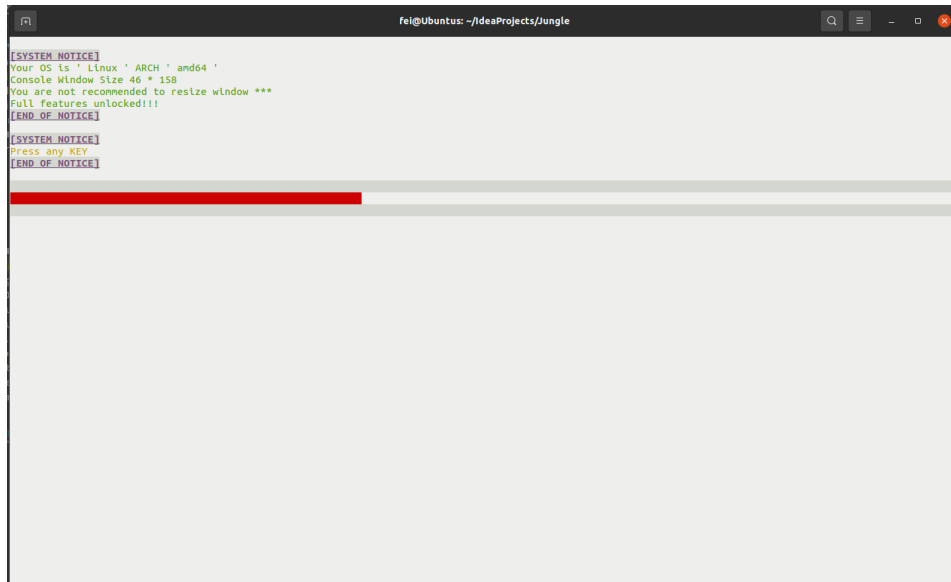 fei@Ubuntus: ~/IdeaProjects/Jungle
[SYSTEM NOTICE]
Your OS is ' Linux ' ARCH ' amd64 '
Console Window Size 46 * 158
You are not recommended to resize window ***
Full features unlocked!!!
[END OF NOTICE]
[SYSTEM NOTICE]
Press any KEY
[END OF NOTICE]